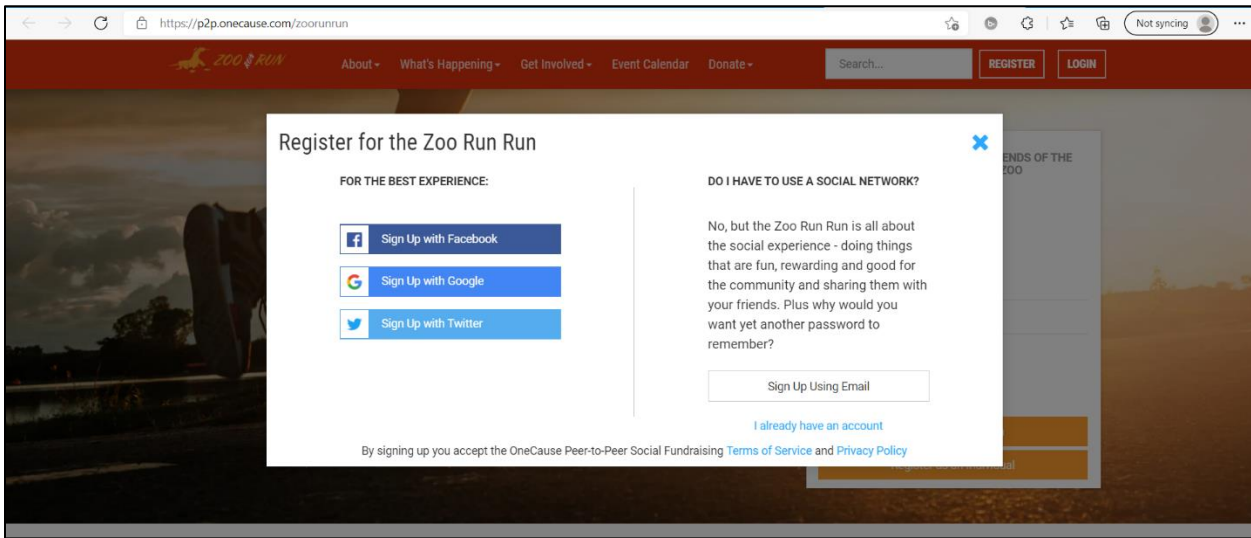 https://p2p.onecause.com/zoorunrun
Not syncing
ZOO RUN
About
What's Happening
Get Involved
Event Calendar
Donate
Search...
REGISTER
LOGIN
Register for the Zoo Run Run
ENDS OF THE
ZOO
FOR THE BEST EXPERIENCE:
Sign Up with Facebook
Sign Up with Google
Sign Up with Twitter
DO I HAVE TO USE A SOCIAL NETWORK?
No, but the Zoo Run Run is all about
the social experience - doing things
that are fun, rewarding and good for
the community and sharing them with
your friends. Plus why would you
want yet another password to
remember?
Sign Up Using Email
I already have an account
By signing up you accept the OneCause Peer-to-Peer Social Fundraising Terms of Service and Privacy Policy
Register as an Individual